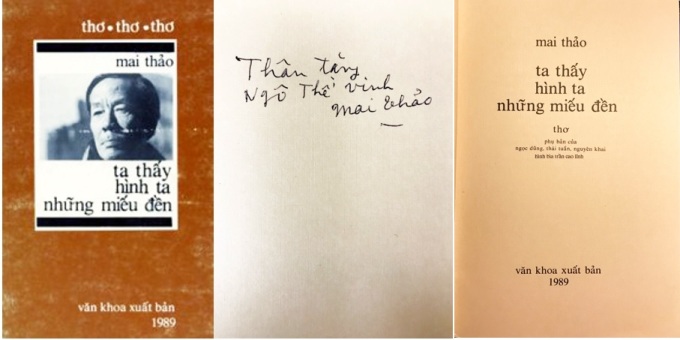 thơ • thơ • thơ
mai thảo
ta thấy
hình ta
những miếu đền
văn khoa xuất bản
1989
Thân tặng
Ngô Thế Vinh
Mai Thảo
mai thảo
ta thấy
hình ta
những miếu đền
thơ
phụ bản của
ngọc dũng, thái tuấn, nguyên khai
văn khoa xuất bản
1989